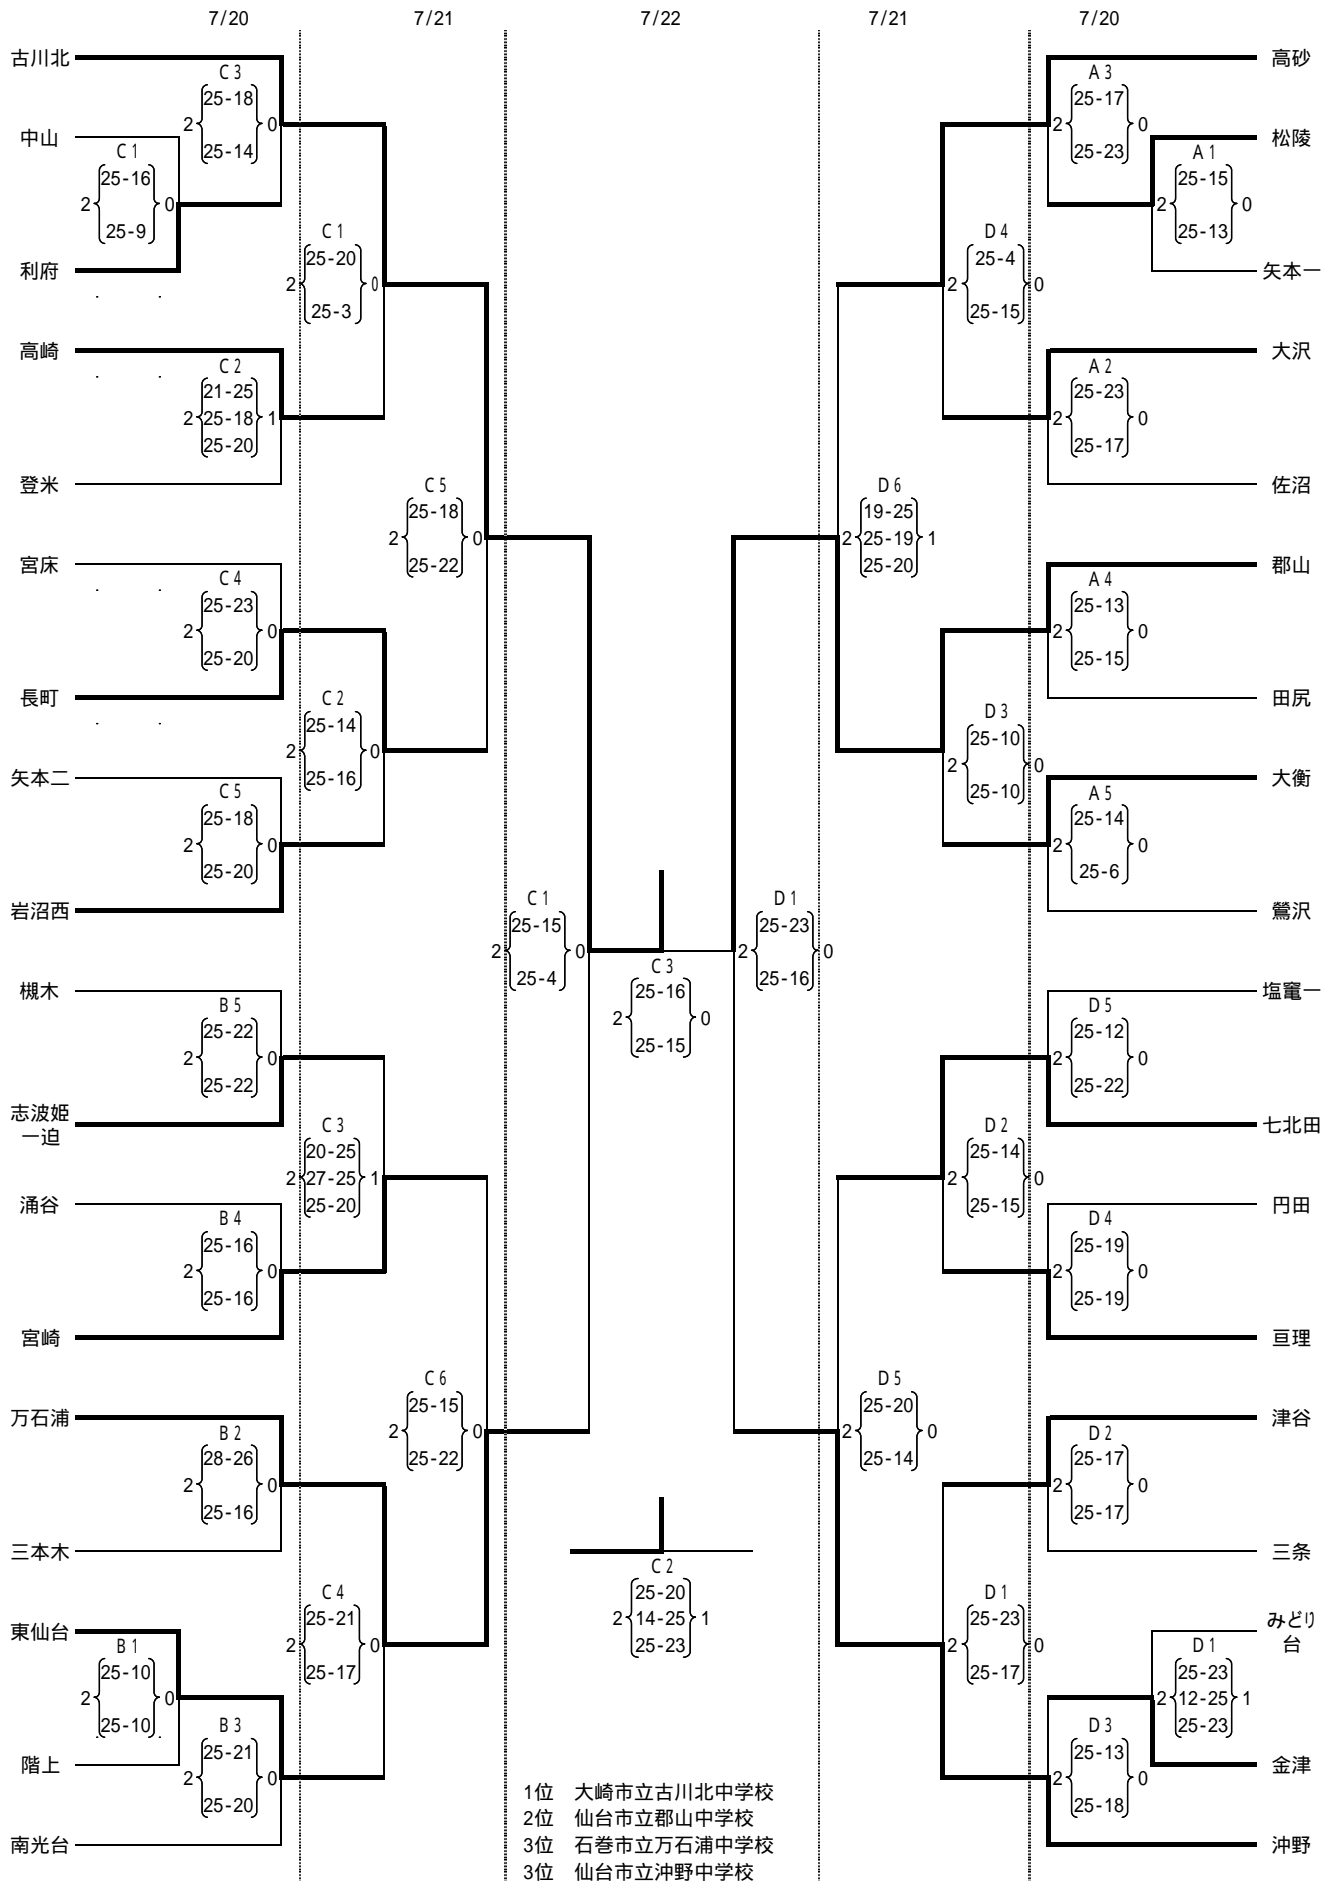 7/20
7/21
7/22
7/21
7/20
古川北
中山
利府
高崎
登米
宮床
長町
矢本二
岩沼西
槻木
志波姫
一迫
涌谷
宮崎
万石浦
三本木
東仙台
階上
南光台
C1
25-16
2 0
25-9
C3
25-18
2 0
25-14
C2
21-25
2 25-18 1
25-20
C4
25-23
2 0
25-20
C5
25-18
2 0
25-20
B5
25-22
2 0
25-22
B4
25-16
2 0
25-16
B2
28-26
2 0
25-16
B1
25-10
2 0
25-10
B3
25-21
2 0
25-20
C1
25-20
2 0
25-3
C2
25-14
2 0
25-16
C3
20-25
2 27-25 1
25-20
C4
25-21
2 0
25-17
C5
25-18
2 0
25-22
C6
25-15
2 0
25-22
C1
25-15
2 0
25-4
C3
25-16
2 0
25-15
C2
25-20
2 14-25 1
25-23
D1
25-23
2 0
25-16
D6
19-25
2 25-19 1
25-20
D5
25-20
2 0
25-14
D4
25-4
2 0
25-15
D3
25-10
2 0
25-10
D2
25-14
2 0
25-15
D1
25-23
2 0
25-17
A3
25-17
2 0
25-23
A1
25-15
2 0
25-13
A2
25-23
2 0
25-17
A4
25-13
2 0
25-15
A5
25-14
2 0
25-6
D5
25-12
2 0
25-22
D4
25-19
2 0
25-19
D2
25-17
2 0
25-17
D1
25-23
2 12-25 1
25-23
D3
25-13
2 0
25-18
高砂
松陵
矢本一
大沢
佐沼
郡山
田尻
大衡
鶯沢
塩竈一
七北田
円田
亘理
津谷
三条
みどり
台
金津
沖野
1位 大崎市立古川北中学校
2位 仙台市立郡山中学校
3位 石巻市立万石浦中学校
3位 仙台市立沖野中学校